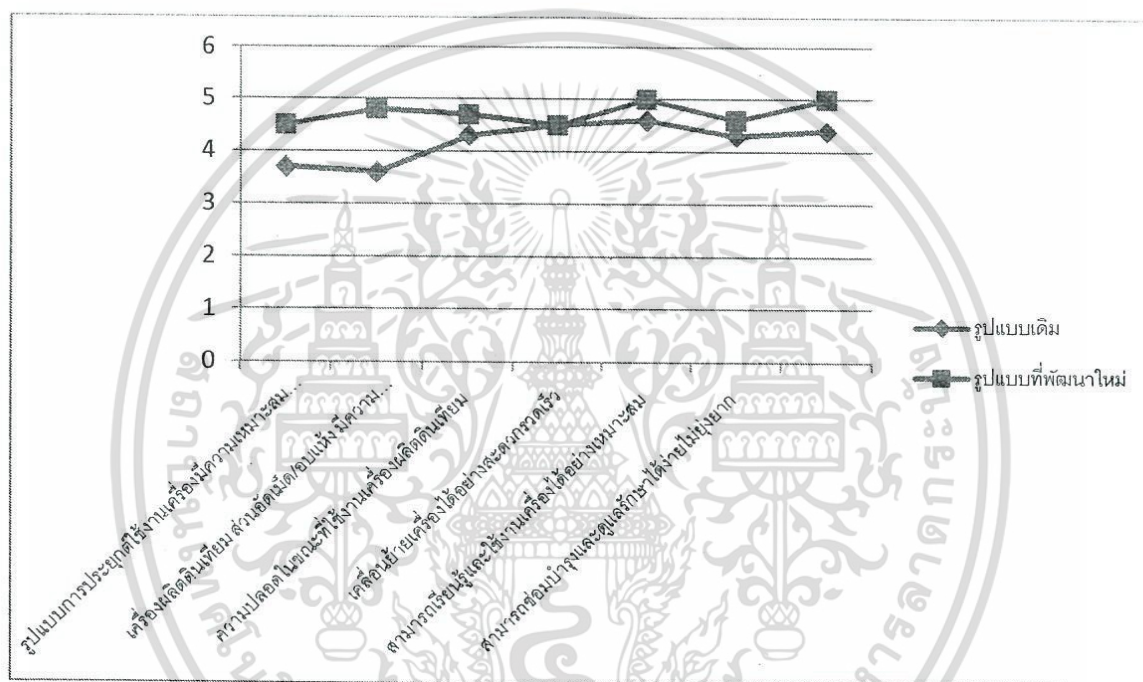 6
5
4
3
2
1
0
รูปแบบเดิม
รูปแบบที่พัฒนาใหม่
รูปแบบการประยุกต์ใช้งานเครื่องมีความเหมาะสม...
เครื่องผลิตดินเทียม ส่วนอัดเม็ด/อบแห้ง มีความ...
ความปลอดในขณะที่ใช้งานเครื่องผลิตดินเทียม
เคลื่อนย้ายเครื่องได้อย่างสะดวกรวดเร็ว
สามารถเรียนรู้และใช้งานเครื่องได้อย่างเหมาะสม
สามารถซ่อมบำรุงและดูแลรักษาได้ง่ายไม่ยุ่งยาก